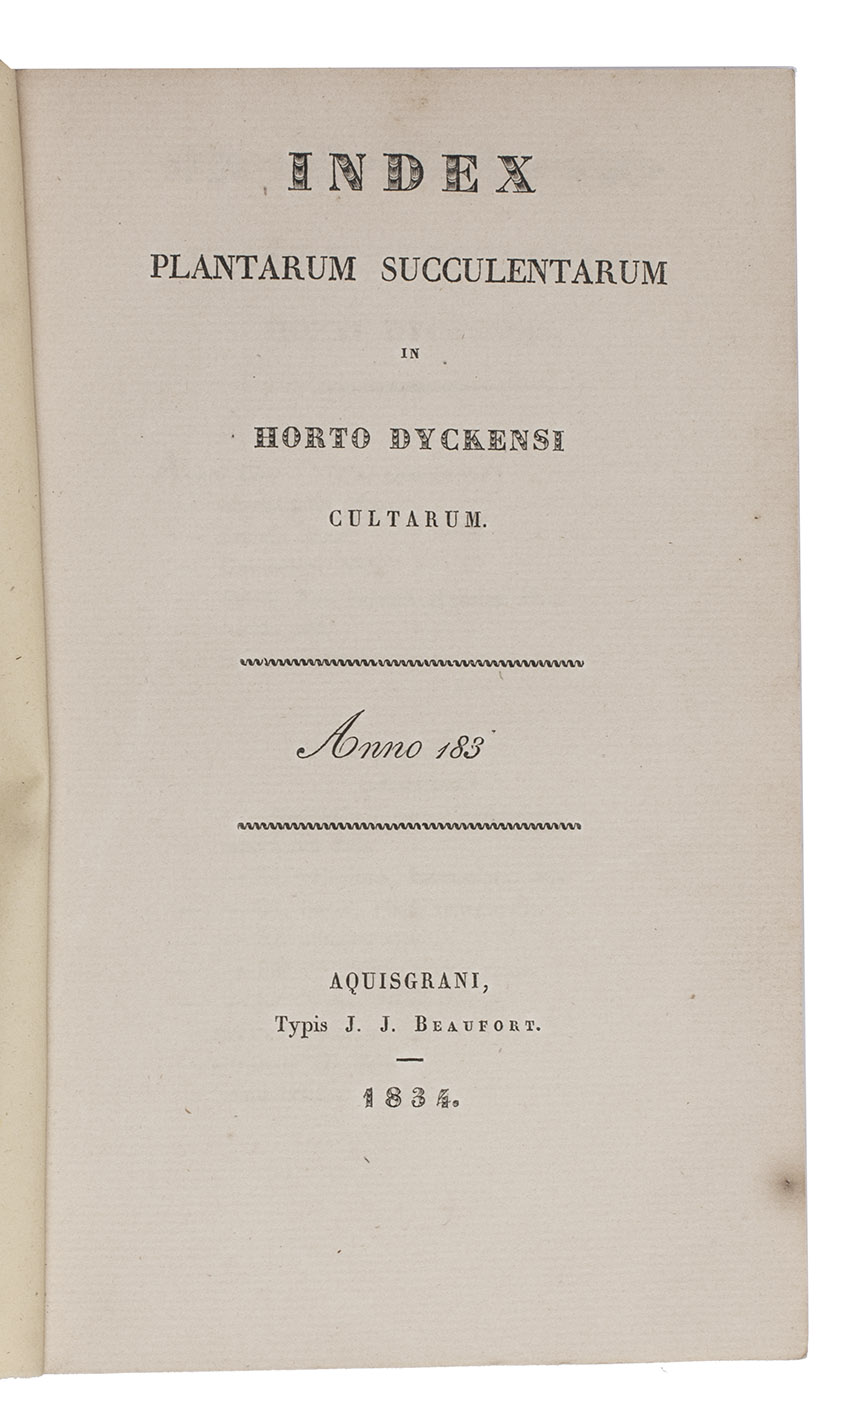 INDEX
PLANTARUM SUCCULENTARUM
IN
HORTO DYCKENSI
CULTARUM.
Anno 183
AQUISGRANI,
Typis J. J. BEAUFORT.
1834.